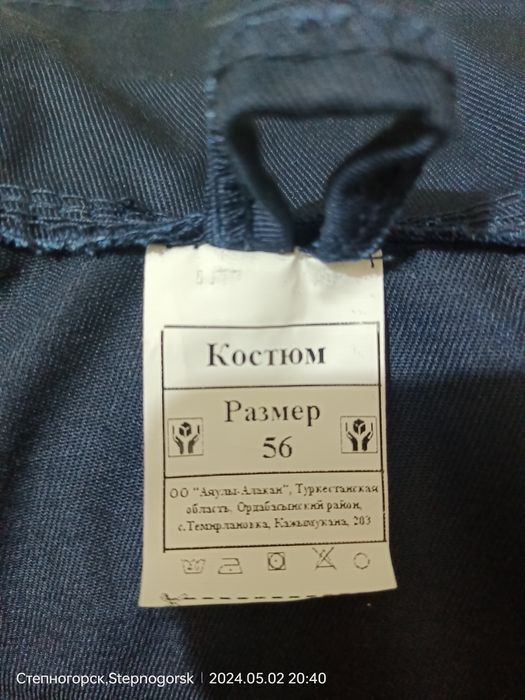 Костюм
Размер
56
ОО "Аяулы-Алакан", Туркестанская
область, Ордабасынский район,
с.Темирлановка, Кажымукана, 203
Степногорск,Stepnogorsk | 2024.05.02 20:40